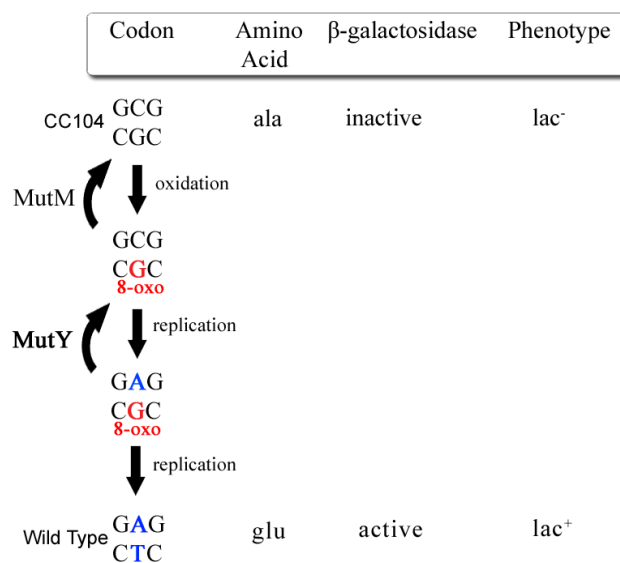 Codon Amino Acid β-galactosidase Phenotype
CC104 GCG ala inactive lac⁻
CGC
MutM oxidation
GCG
CGC
8-oxo
MutY replication
GAG
CGC
8-oxo
replication
Wild Type GAG glu active lac⁺
CTC